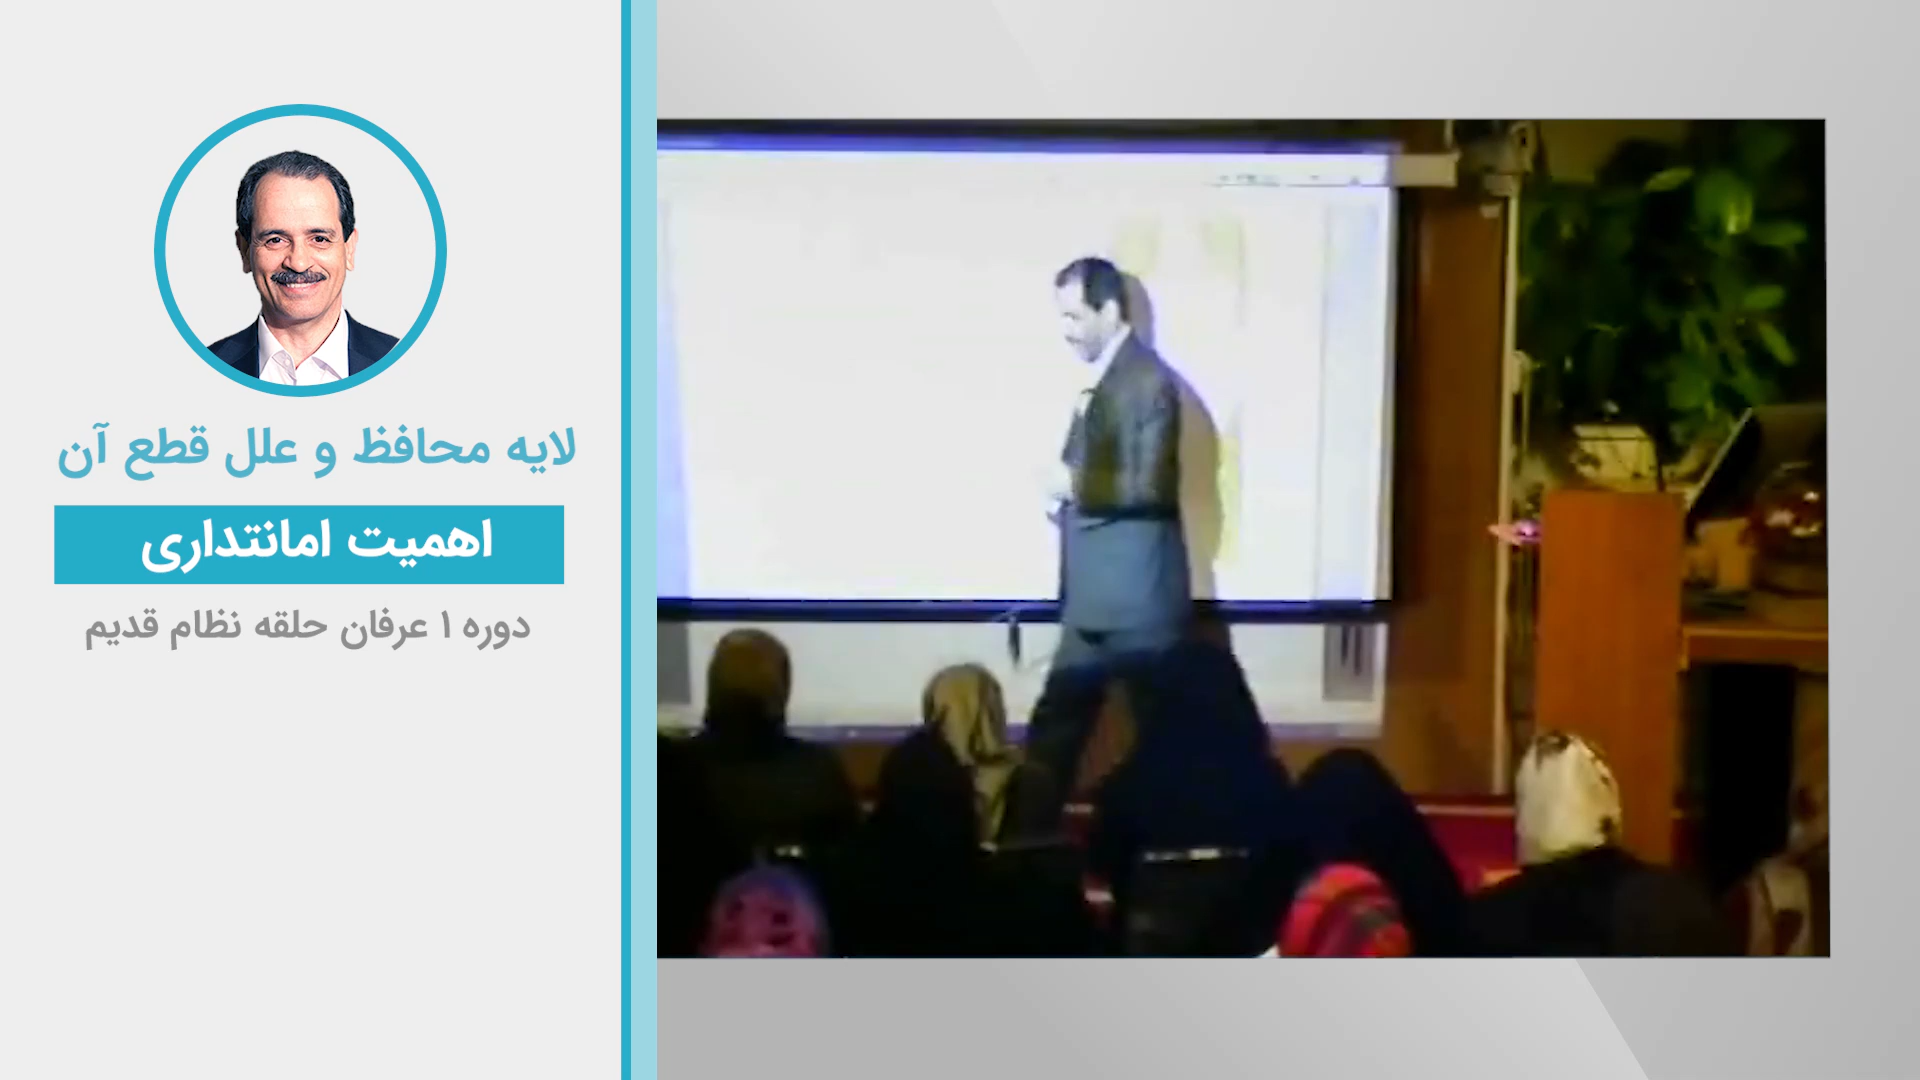 لایه محافظ و علل قطع آن
اهمیت امانتداری
دوره ۱ عرفان حلقه نظام قدیم